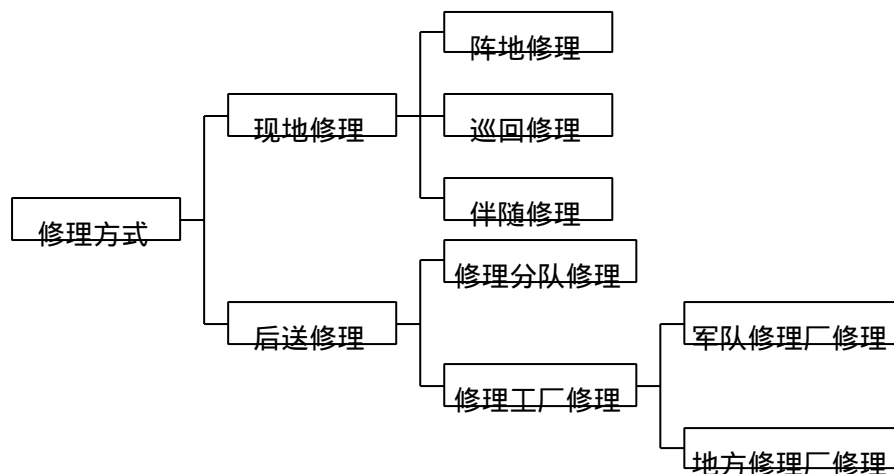 阵地修理
现地修理
巡回修理
伴随修理
修理方式
修理分队修理
后送修理
军队修理厂修理
修理工厂修理
地方修理厂修理